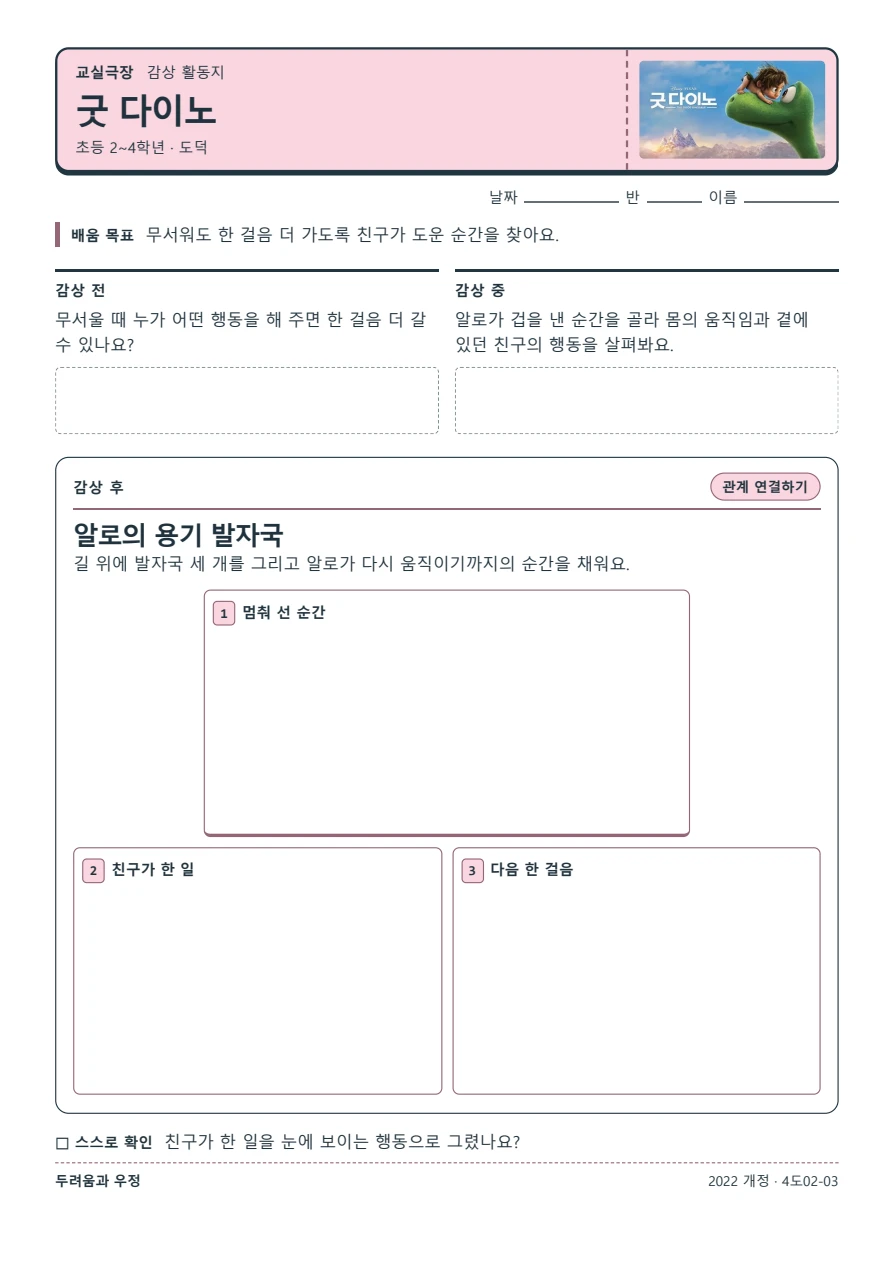 교실극장 감상 활동지
굿 다이노
초등 2~4학년 · 도덕
굿 다이노
날짜 반 이름
배움 목표 무서워도 한 걸음 더 가도록 친구가 도운 순간을 찾아요.
감상 전
무서울 때 누가 어떤 행동을 해 주면 한 걸음 더 갈
수 있나요?
감상 중
알로가 겁을 낸 순간을 골라 몸의 움직임과 곁에
있던 친구의 행동을 살펴봐요.
감상 후
관계 연결하기
알로의 용기 발자국
길 위에 발자국 세 개를 그리고 알로가 다시 움직이기까지의 순간을 채워요.
1 멈춰 선 순간
2 친구가 한 일
3 다음 한 걸음
□ 스스로 확인 친구가 한 일을 눈에 보이는 행동으로 그렸나요?
두려움과 우정
2022 개정 · 4도02-03